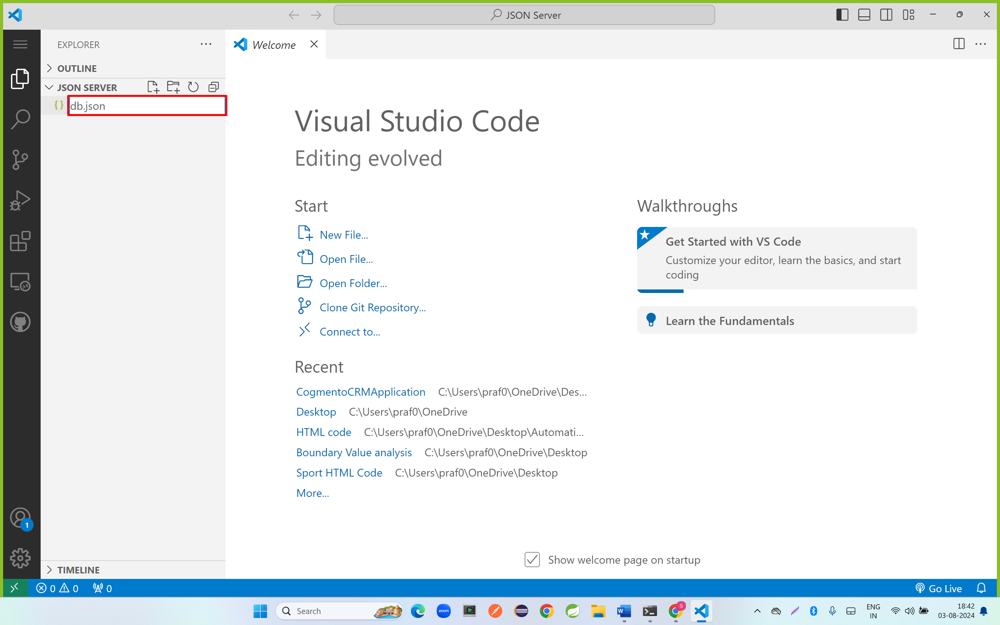 JSON Server
EXPLORER
Welcome
OUTLINE
JSON SERVER
db.json
Visual Studio Code
Editing evolved
Start
New File...
Open File...
Open Folder...
Clone Git Repository...
Connect to...
Walkthroughs
Get Started with VS Code
Customize your editor, learn the basics, and start
coding
Learn the Fundamentals
Recent
CogmentoCRMApplication C:\Users\praf0\OneDrive\Des...
Desktop C:\Users\praf0\OneDrive
HTML code C:\Users\praf0\OneDrive\Desktop\Automati...
Boundary Value analysis C:\Users\praf0\OneDrive\Desktop
Sport HTML Code C:\Users\praf0\OneDrive\Desktop
More...
1
Show welcome page on startup
TIMELINE
0 0 0
Go Live
Search
zoom
W
S
ENG
IN
18:42
03-08-2024